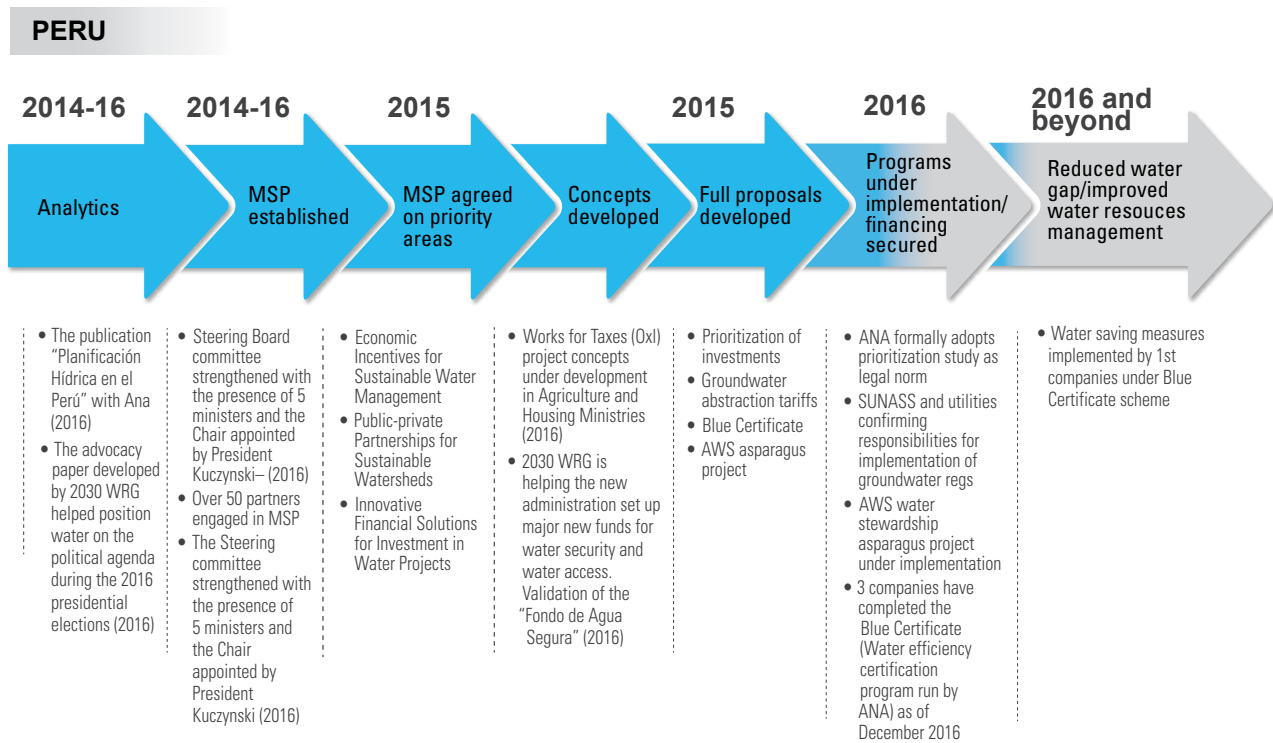 PERU
2014-16
2014-16
2015
2015
2016
2016 and
beyond
Analytics
MSP
established
MSP agreed
on priority
areas
Concepts
developed
Full proposals
developed
Programs
under
implementation/
financing
secured
Reduced water
gap/improved
water resouces
management
• The publication
“Planificación
Hídrica en el
Perú” with Ana
(2016)
• The advocacy
paper developed
by 2030 WRG
helped position
water on the
political agenda
during the 2016
presidential
elections (2016)
• Steering Board
committee
strengthened with
the presence of 5
ministers and the
Chair appointed
by President
Kuczynski– (2016)
• Over 50 partners
engaged in MSP
• The Steering
committee
strengthened with
the presence of
5 ministers and
the Chair
appointed by
President
Kuczynski (2016)
• Economic
Incentives for
Sustainable Water
Management
• Public-private
Partnerships for
Sustainable
Watersheds
• Innovative
Financial Solutions
for Investment in
Water Projects
• Works for Taxes (OxI)
project concepts
under development
in Agriculture and
Housing Ministries
(2016)
• 2030 WRG is
helping the new
administration set up
major new funds for
water security and
water access.
Validation of the
“Fondo de Agua
Segura” (2016)
• Prioritization of
investments
• Groundwater
abstraction tariffs
• Blue Certificate
• AWS asparagus
project
• ANA formally adopts
prioritization study as
legal norm
• SUNASS and utilities
confirming
responsibilities for
implementation of
groundwater regs
• AWS water
stewardship
asparagus project
under implementation
• 3 companies have
completed the
Blue Certificate
(Water efficiency
certification
program run by
ANA) as of
December 2016
• Water saving measures
implemented by 1st
companies under Blue
Certificate scheme